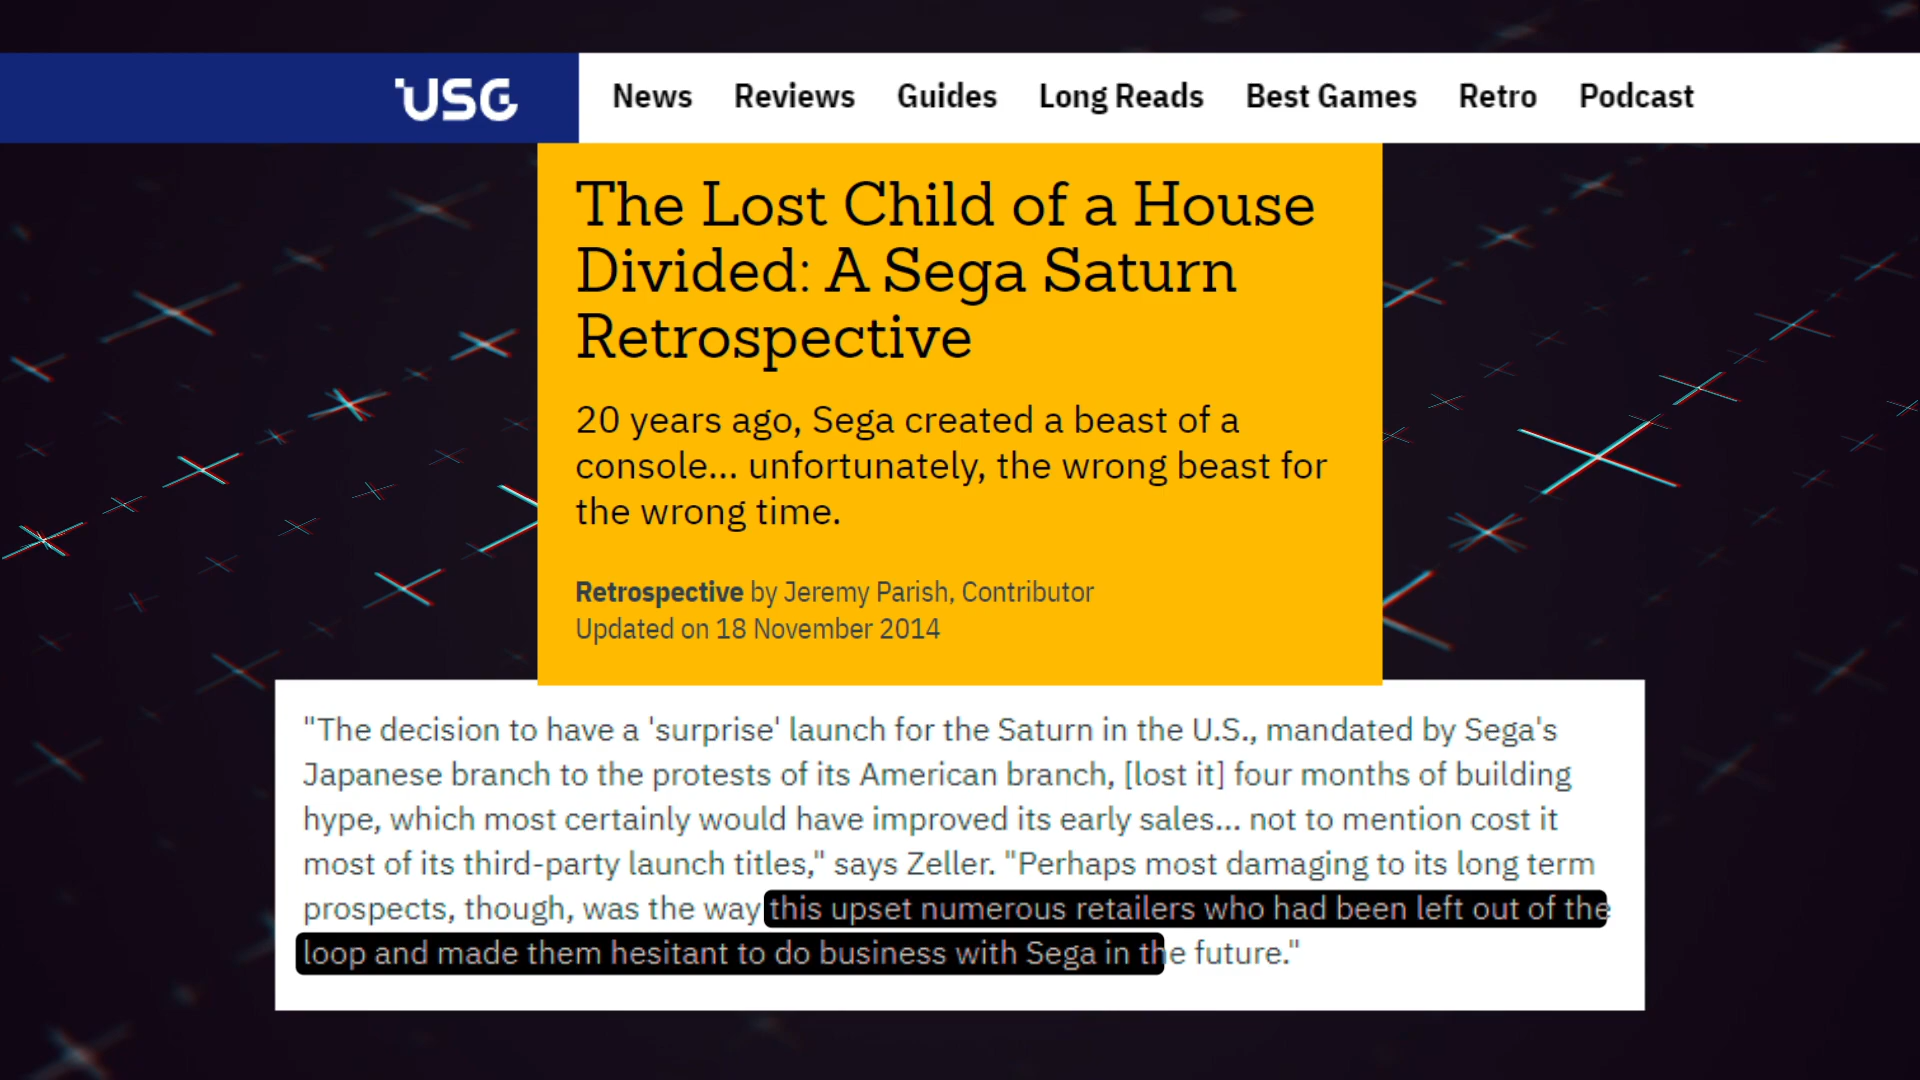 USG
News Reviews Guides Long Reads Best Games Retro Podcast
The Lost Child of a House
Divided: A Sega Saturn
Retrospective
20 years ago, Sega created a beast of a
console... unfortunately, the wrong beast for
the wrong time.
Retrospective by Jeremy Parish, Contributor
Updated on 18 November 2014
"The decision to have a 'surprise' launch for the Saturn in the U.S., mandated by Sega's
Japanese branch to the protests of its American branch, [lost it] four months of building
hype, which most certainly would have improved its early sales... not to mention cost it
most of its third-party launch titles," says Zeller. "Perhaps most damaging to its long term
prospects, though, was the way this upset numerous retailers who had been left out of the
loop and made them hesitant to do business with Sega in the future."